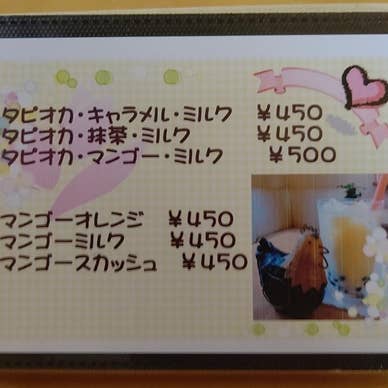 タピオカ・キャラメル・ミルク ¥450
タピオカ・抹茶・ミルク ¥450
タピオカ・マンゴー・ミルク ¥500
マンゴーオレンジ ¥450
マンゴーミルク ¥450
マンゴースカッシュ ¥450